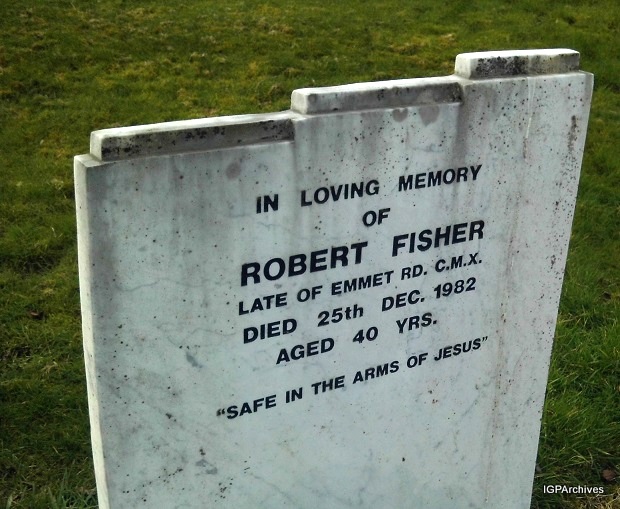 IN LOVING MEMORY
OF
ROBERT FISHER
LATE OF EMMET RD. C.M.X.
DIED 25th DEC. 1982
AGED 40 YRS.
"SAFE IN THE ARMS OF JESUS"
IGPArchives